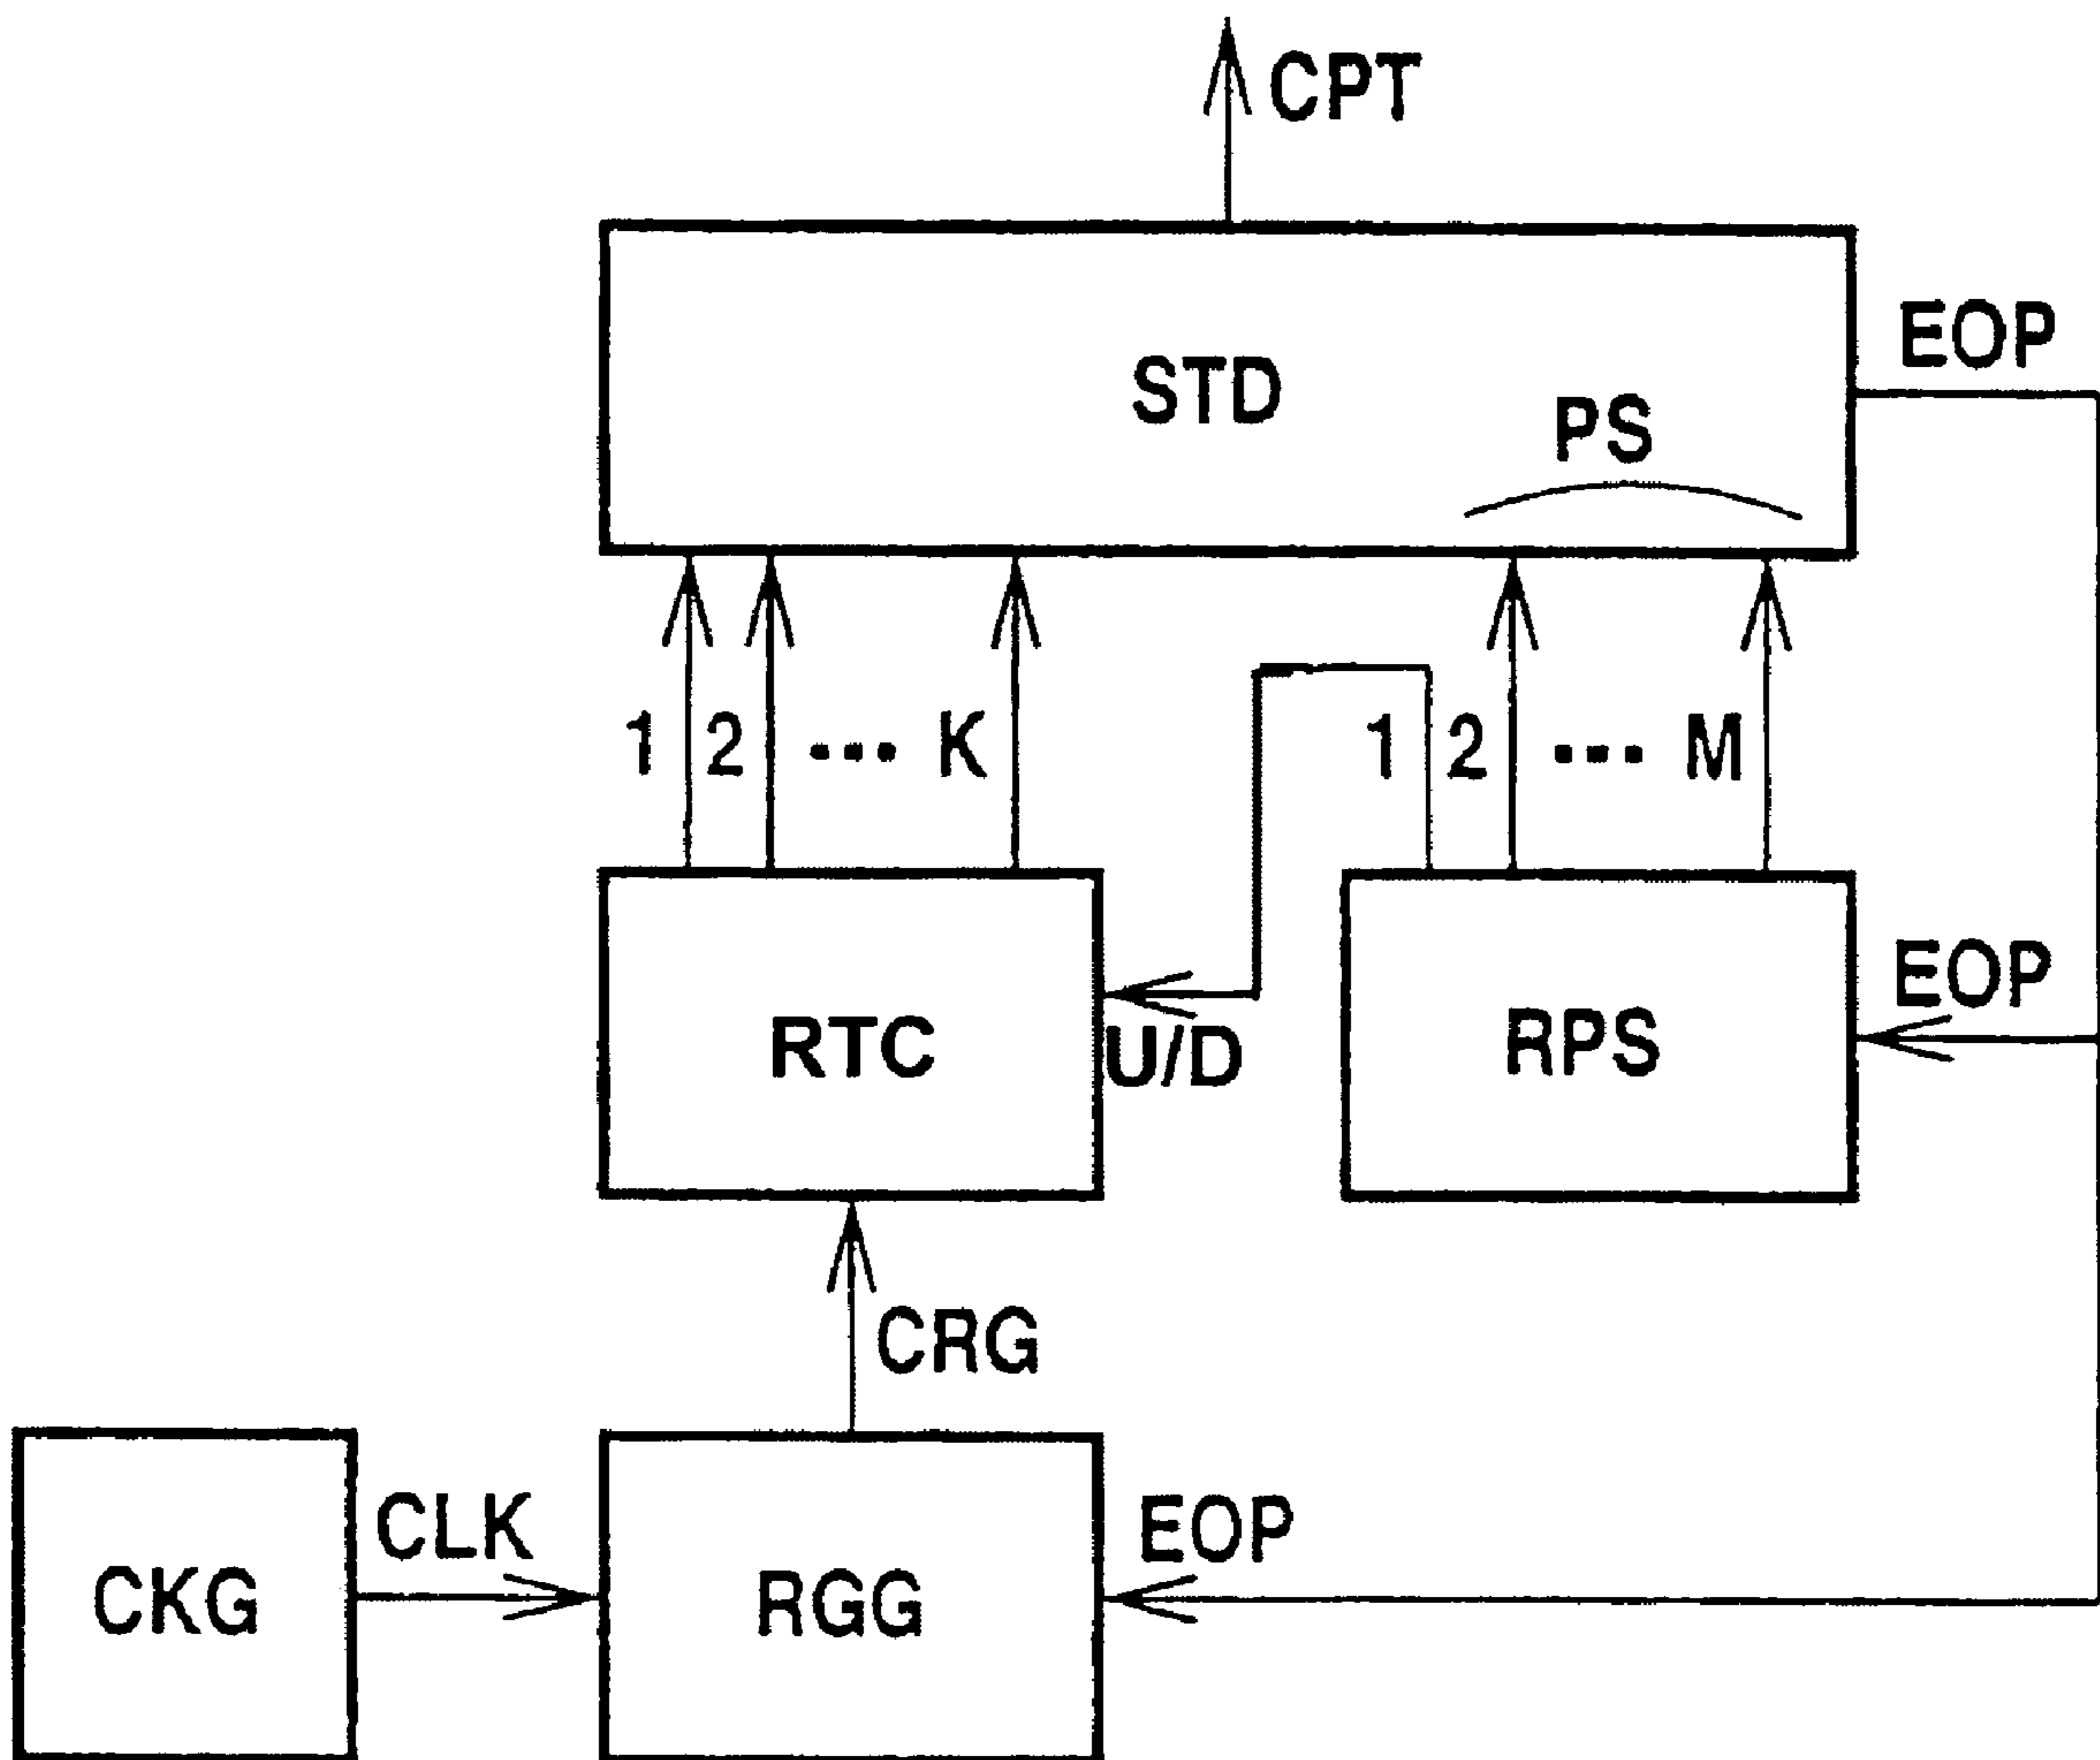 CPT
EOP
STD
PS
1 2 ... K
1 2 ... M
EOP
RTC
U/D
RPS
CRG
CLK
EOP
CKG
RGG